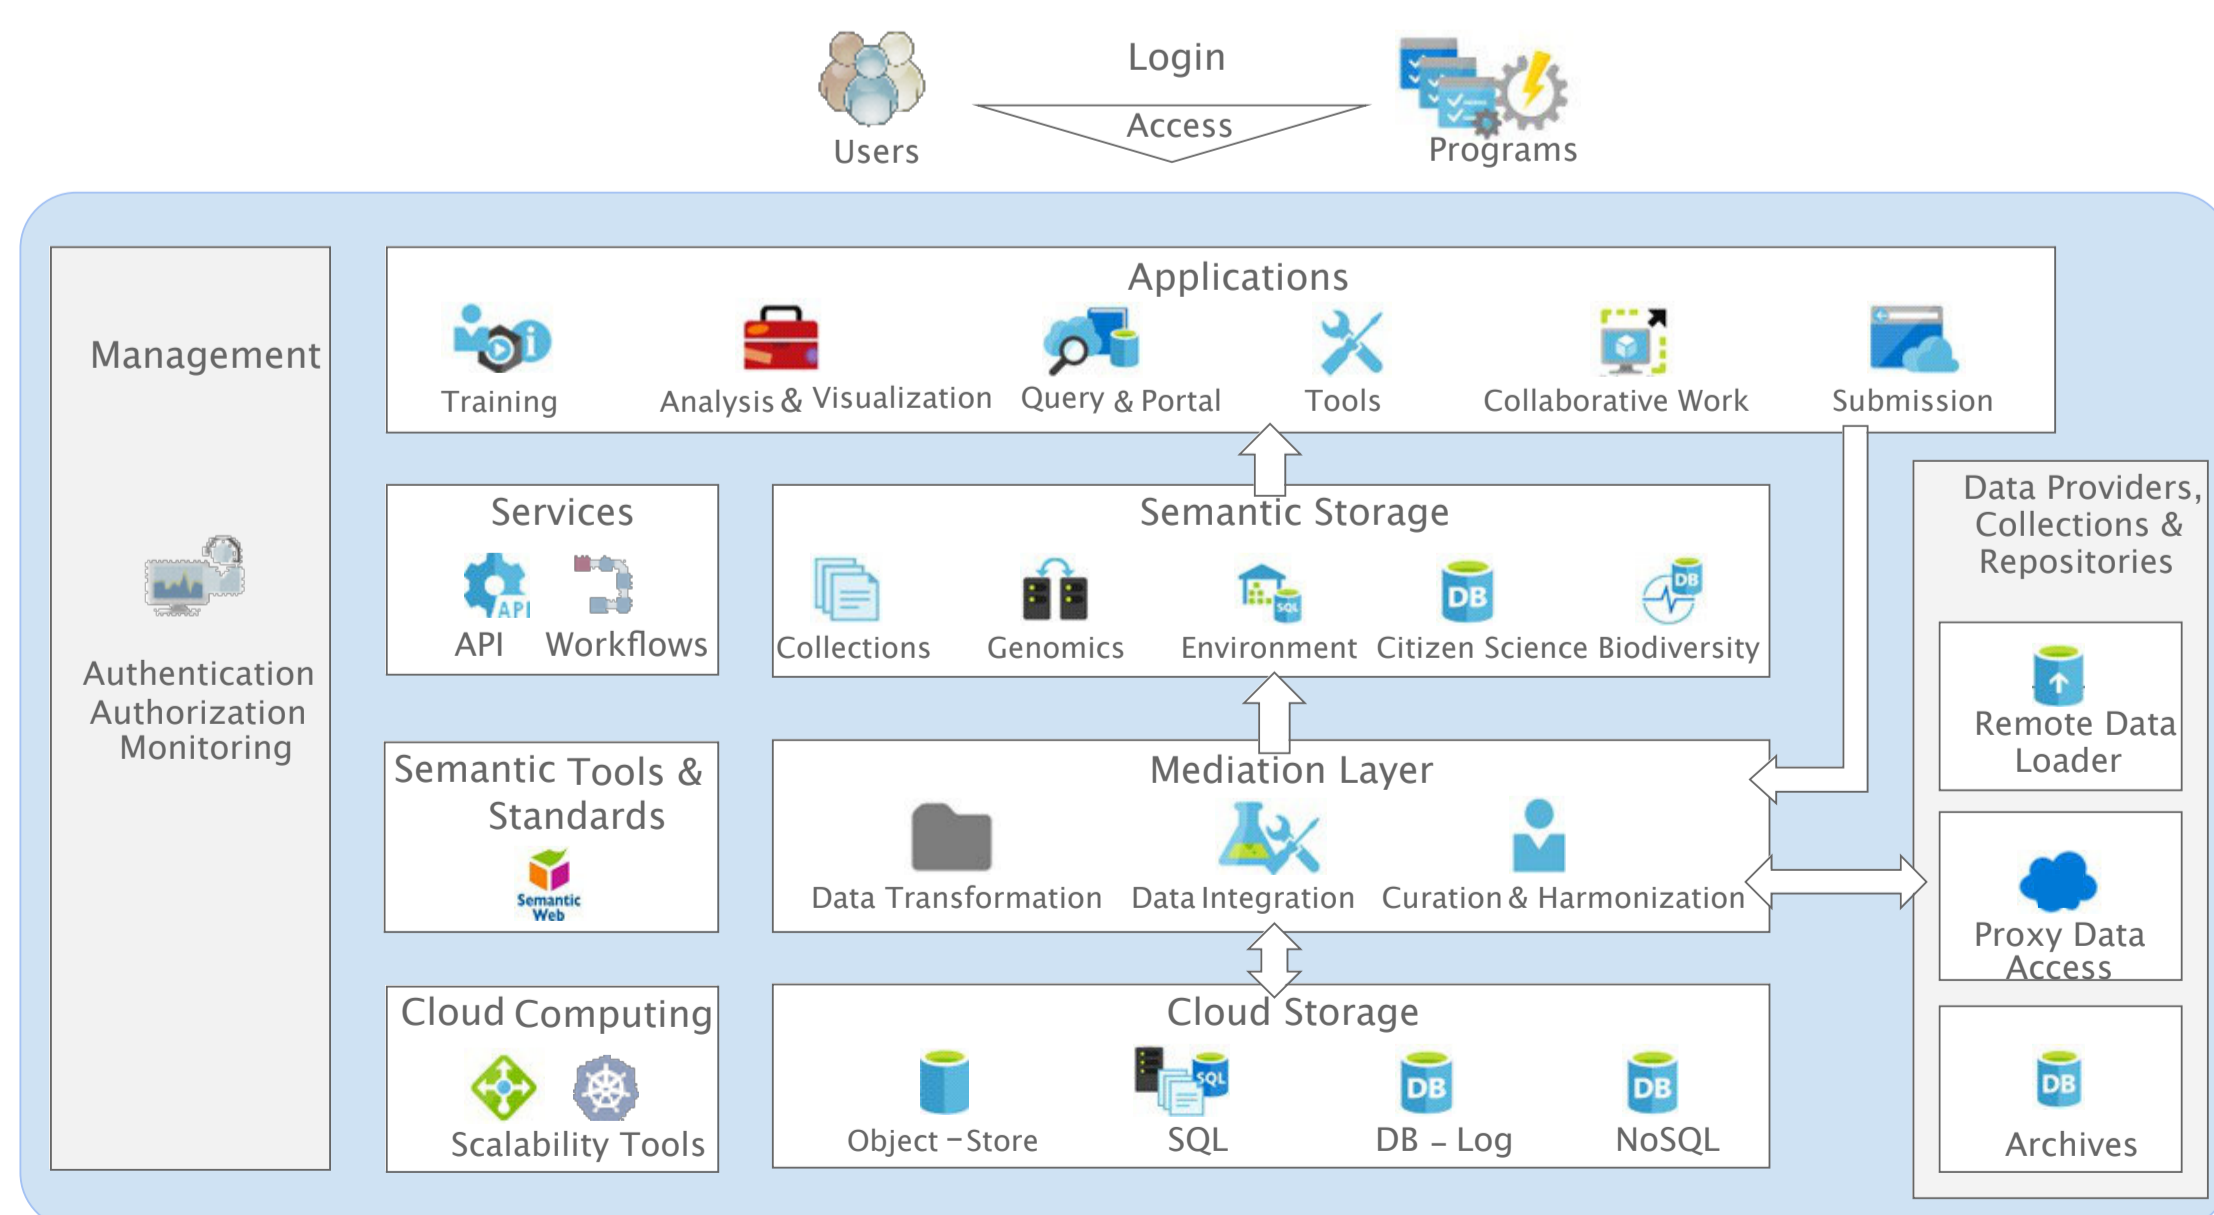 Login
Access
Users
Programs
Management
Authentication
Authorization
Monitoring
Applications
Training
Analysis & Visualization
Query & Portal
Tools
Collaborative Work
Submission
Services
API
API
Workflows
Semantic Storage
SQL
DB
DB
Collections
Genomics
Environment
Citizen Science
Biodiversity
Data Providers,
Collections &
Repositories
Remote Data
Loader
Proxy Data
Access
DB
Archives
Semantic Tools &
Standards
Semantic
Web
Mediation Layer
Data Transformation
Data Integration
Curation & Harmonization
Cloud Computing
Scalability Tools
Cloud Storage
SQL
DB
DB
Object – Store
SQL
DB – Log
NoSQL